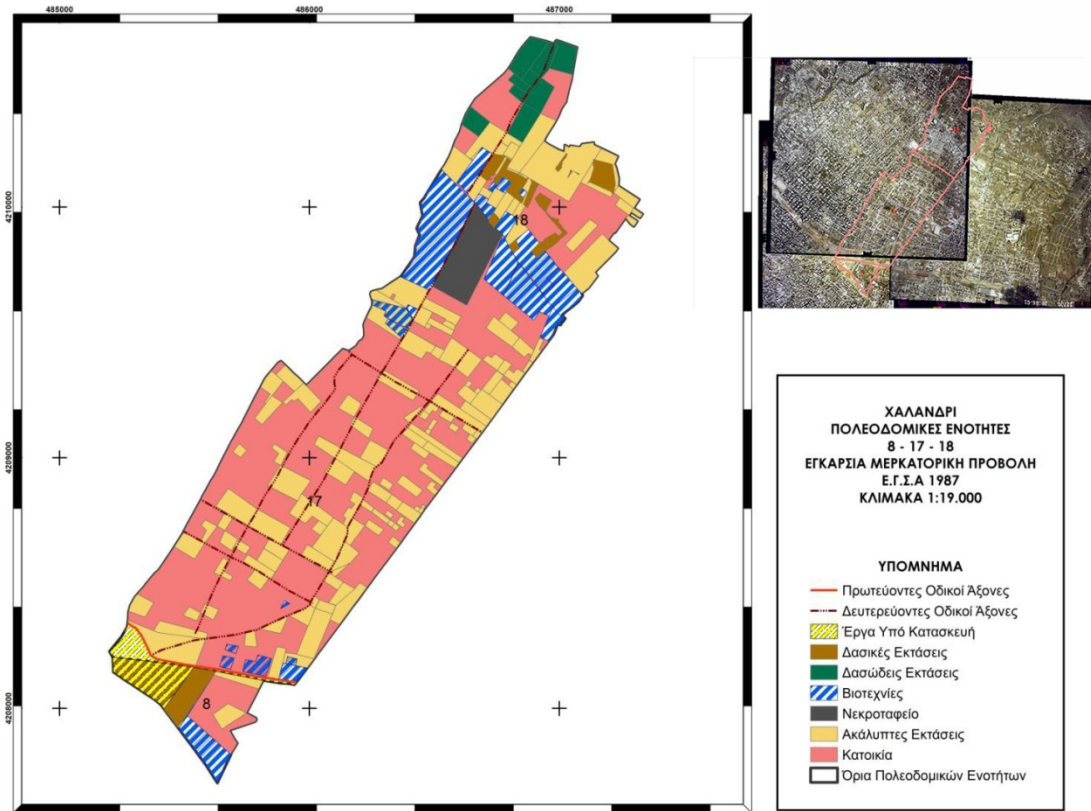 485000
486000
487000
4210000
4209000
4208000
18
17
8
ΧΑΛΑΝΔΡΙ
ΠΟΛΕΟΔΟΜΙΚΕΣ ΕΝΟΤΗΤΕΣ
8 - 17 - 18
ΕΓΚΑΡΣΙΑ ΜΕΡΚΑΤΟΡΙΚΗ ΠΡΟΒΟΛΗ
Ε.Γ.Σ.Α 1987
ΚΛΙΜΑΚΑ 1:19.000
ΥΠΟΜΝΗΜΑ
Πρωτεύοντες Οδικοί Άξονες
Δευτερεύοντες Οδικοί Άξονες
Έργα Υπό Κατασκευή
Δασικές Εκτάσεις
Δασώδεις Εκτάσεις
Βιοτεχνίες
Νεκροταφείο
Ακάλυπτες Εκτάσεις
Κατοικία
Όρια Πολεοδομικών Ενοτήτων